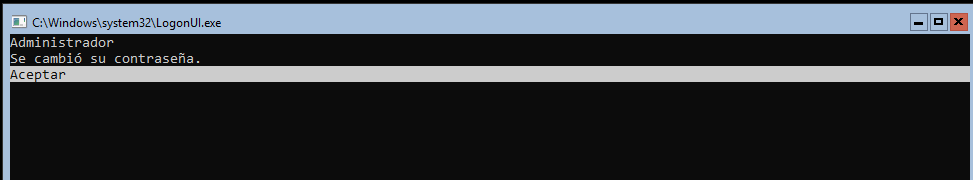 C:\Windows\system32\LogonUI.exe
Administrador
Se cambió su contraseña.
Aceptar